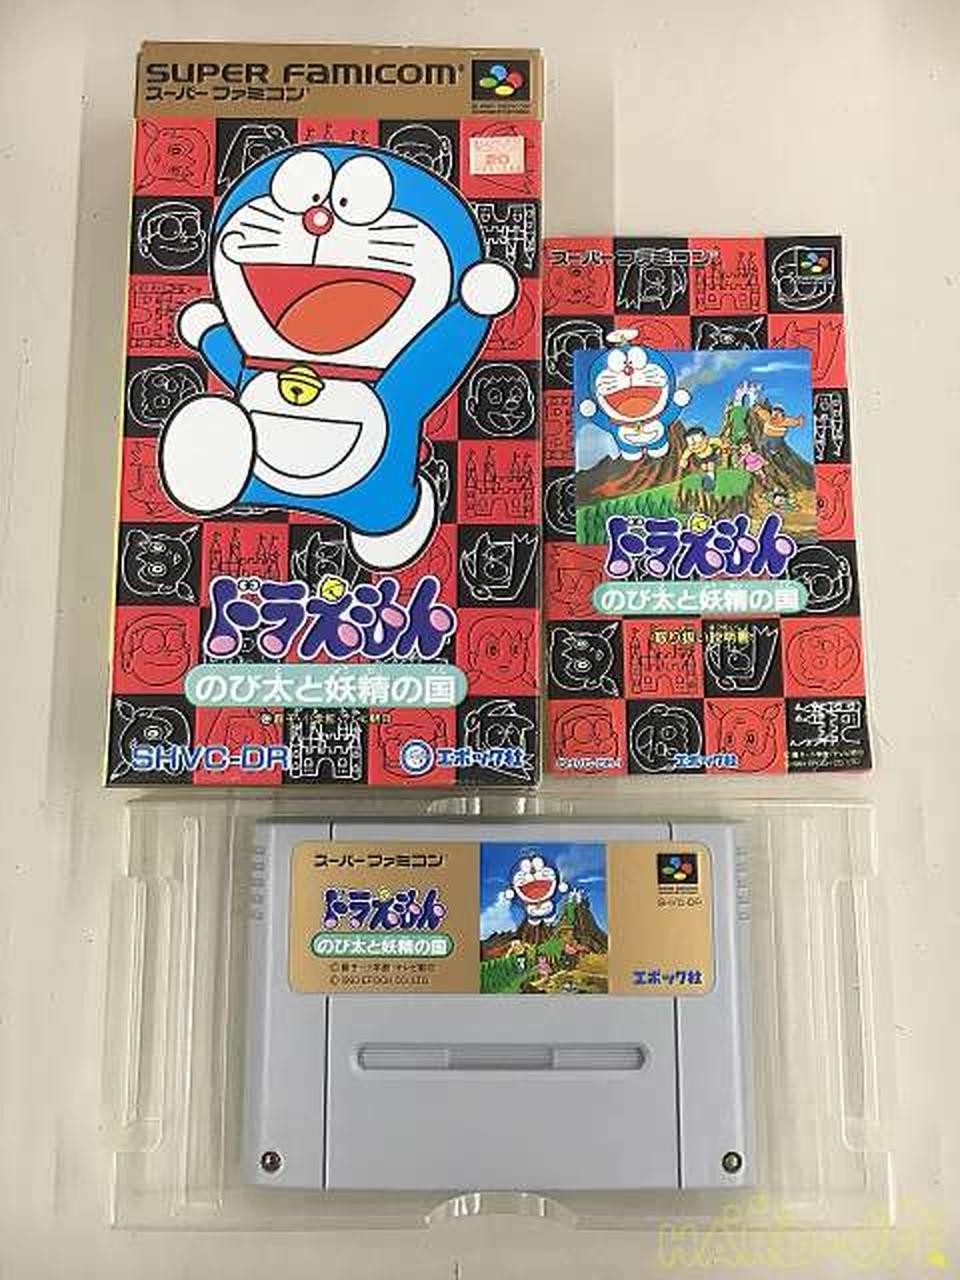 SUPER FAMICOM
スーパーファミコン
ドラえもん
のび太と妖精の国
SHVC-DR
エポック社
スーパーファミコン
ドラえもん
のび太と妖精の国
取り扱い説明書
エポック社
スーパーファミコン
ドラえもん
のび太と妖精の国
SHVC-DR
エポック社
HARD-OFF